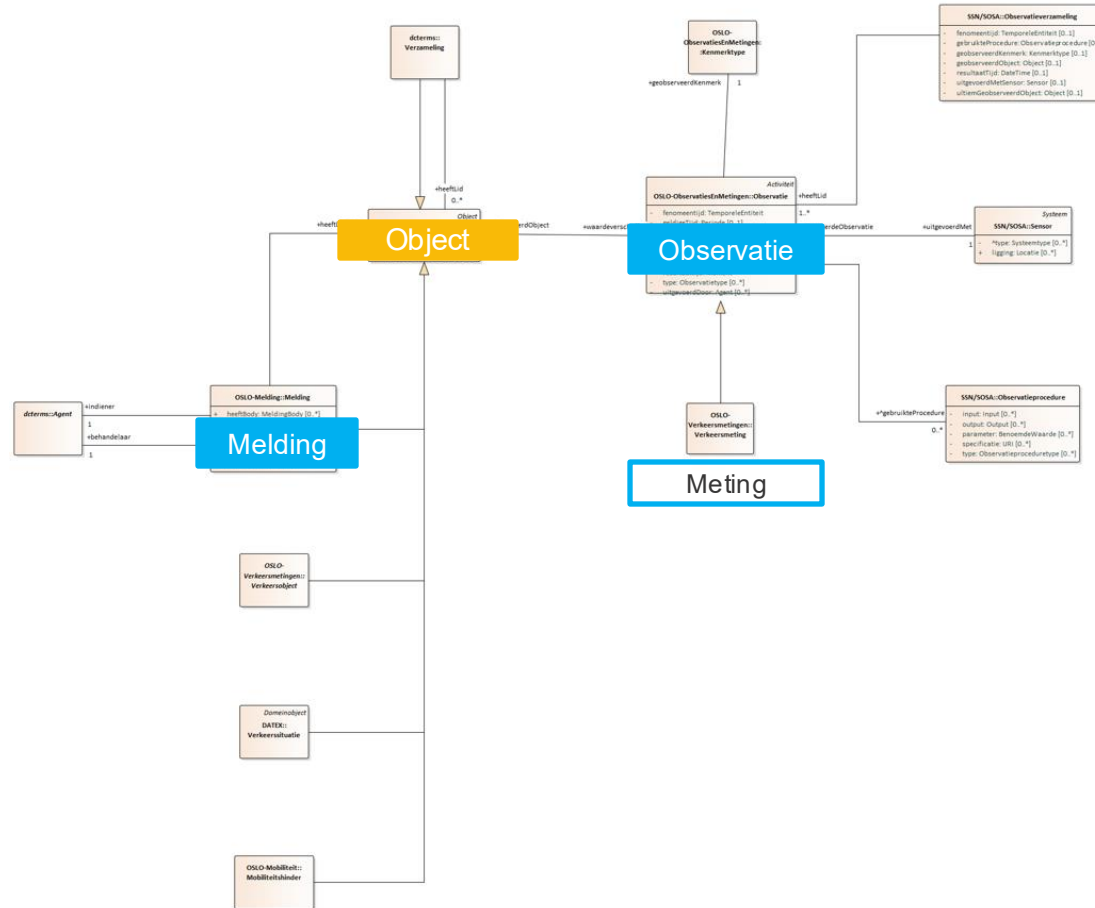 dcterms::
Verzameling
+heeftLid
0..*
OSLO-
ObservatiesEnMetingen:
:Kenmerktype
+geobserveerdKenmerk 1
SSN/SOSA::Observatieverzameling
- fenomeentijd: TemporeleEntiteit [0..1]
- gebruikteProcedure: Observatieprocedure [0
- geobserveerdKenmerk: Kenmerktype [0..1]
- geobserveerdObject: Object [0..1]
- resultaatTijd: DateTime [0..1]
- uitgevoerdMetSensor: Sensor [0..1]
- ultiemGeobserveerdObject: Object [0..1]
Object
Object
Activiteit
OSLO-ObservatiesEnMetingen::Observatie
- fenomeentijd: TemporeleEntiteit
Observatie
- type: Observatietype [0..*]
- uitgevoerdDoor: Agent [0..*]
+heeftLid
1..*
+uitgevoerdMet
1
Systeem
SSN/SOSA::Sensor
- ^type: Systeemtype [0..*]
+ ligging: Locatie [0..*]
+^gebruikteProcedure
0..*
SSN/SOSA::Observatieprocedure
- input: Input [0..*]
- output: Output [0..*]
- parameter: BenoemdeWaarde [0..*]
- specificatie: URI [0..*]
- type: Observatieproceduretype [0..*]
OSLO-
Verkeersmetingen::
Verkeersmeting
Meting
dcterms::Agent
+indiener
1
+behandelaar
1
OSLO-Melding::Melding
+ heeftBody: MeldingBody [0..*]
Melding
OSLO-
Verkeersmetingen::
Verkeersobject
Domeinobject
DATEX::
Verkeerssituatie
OSLO-Mobiliteit::
Mobiliteitshinder